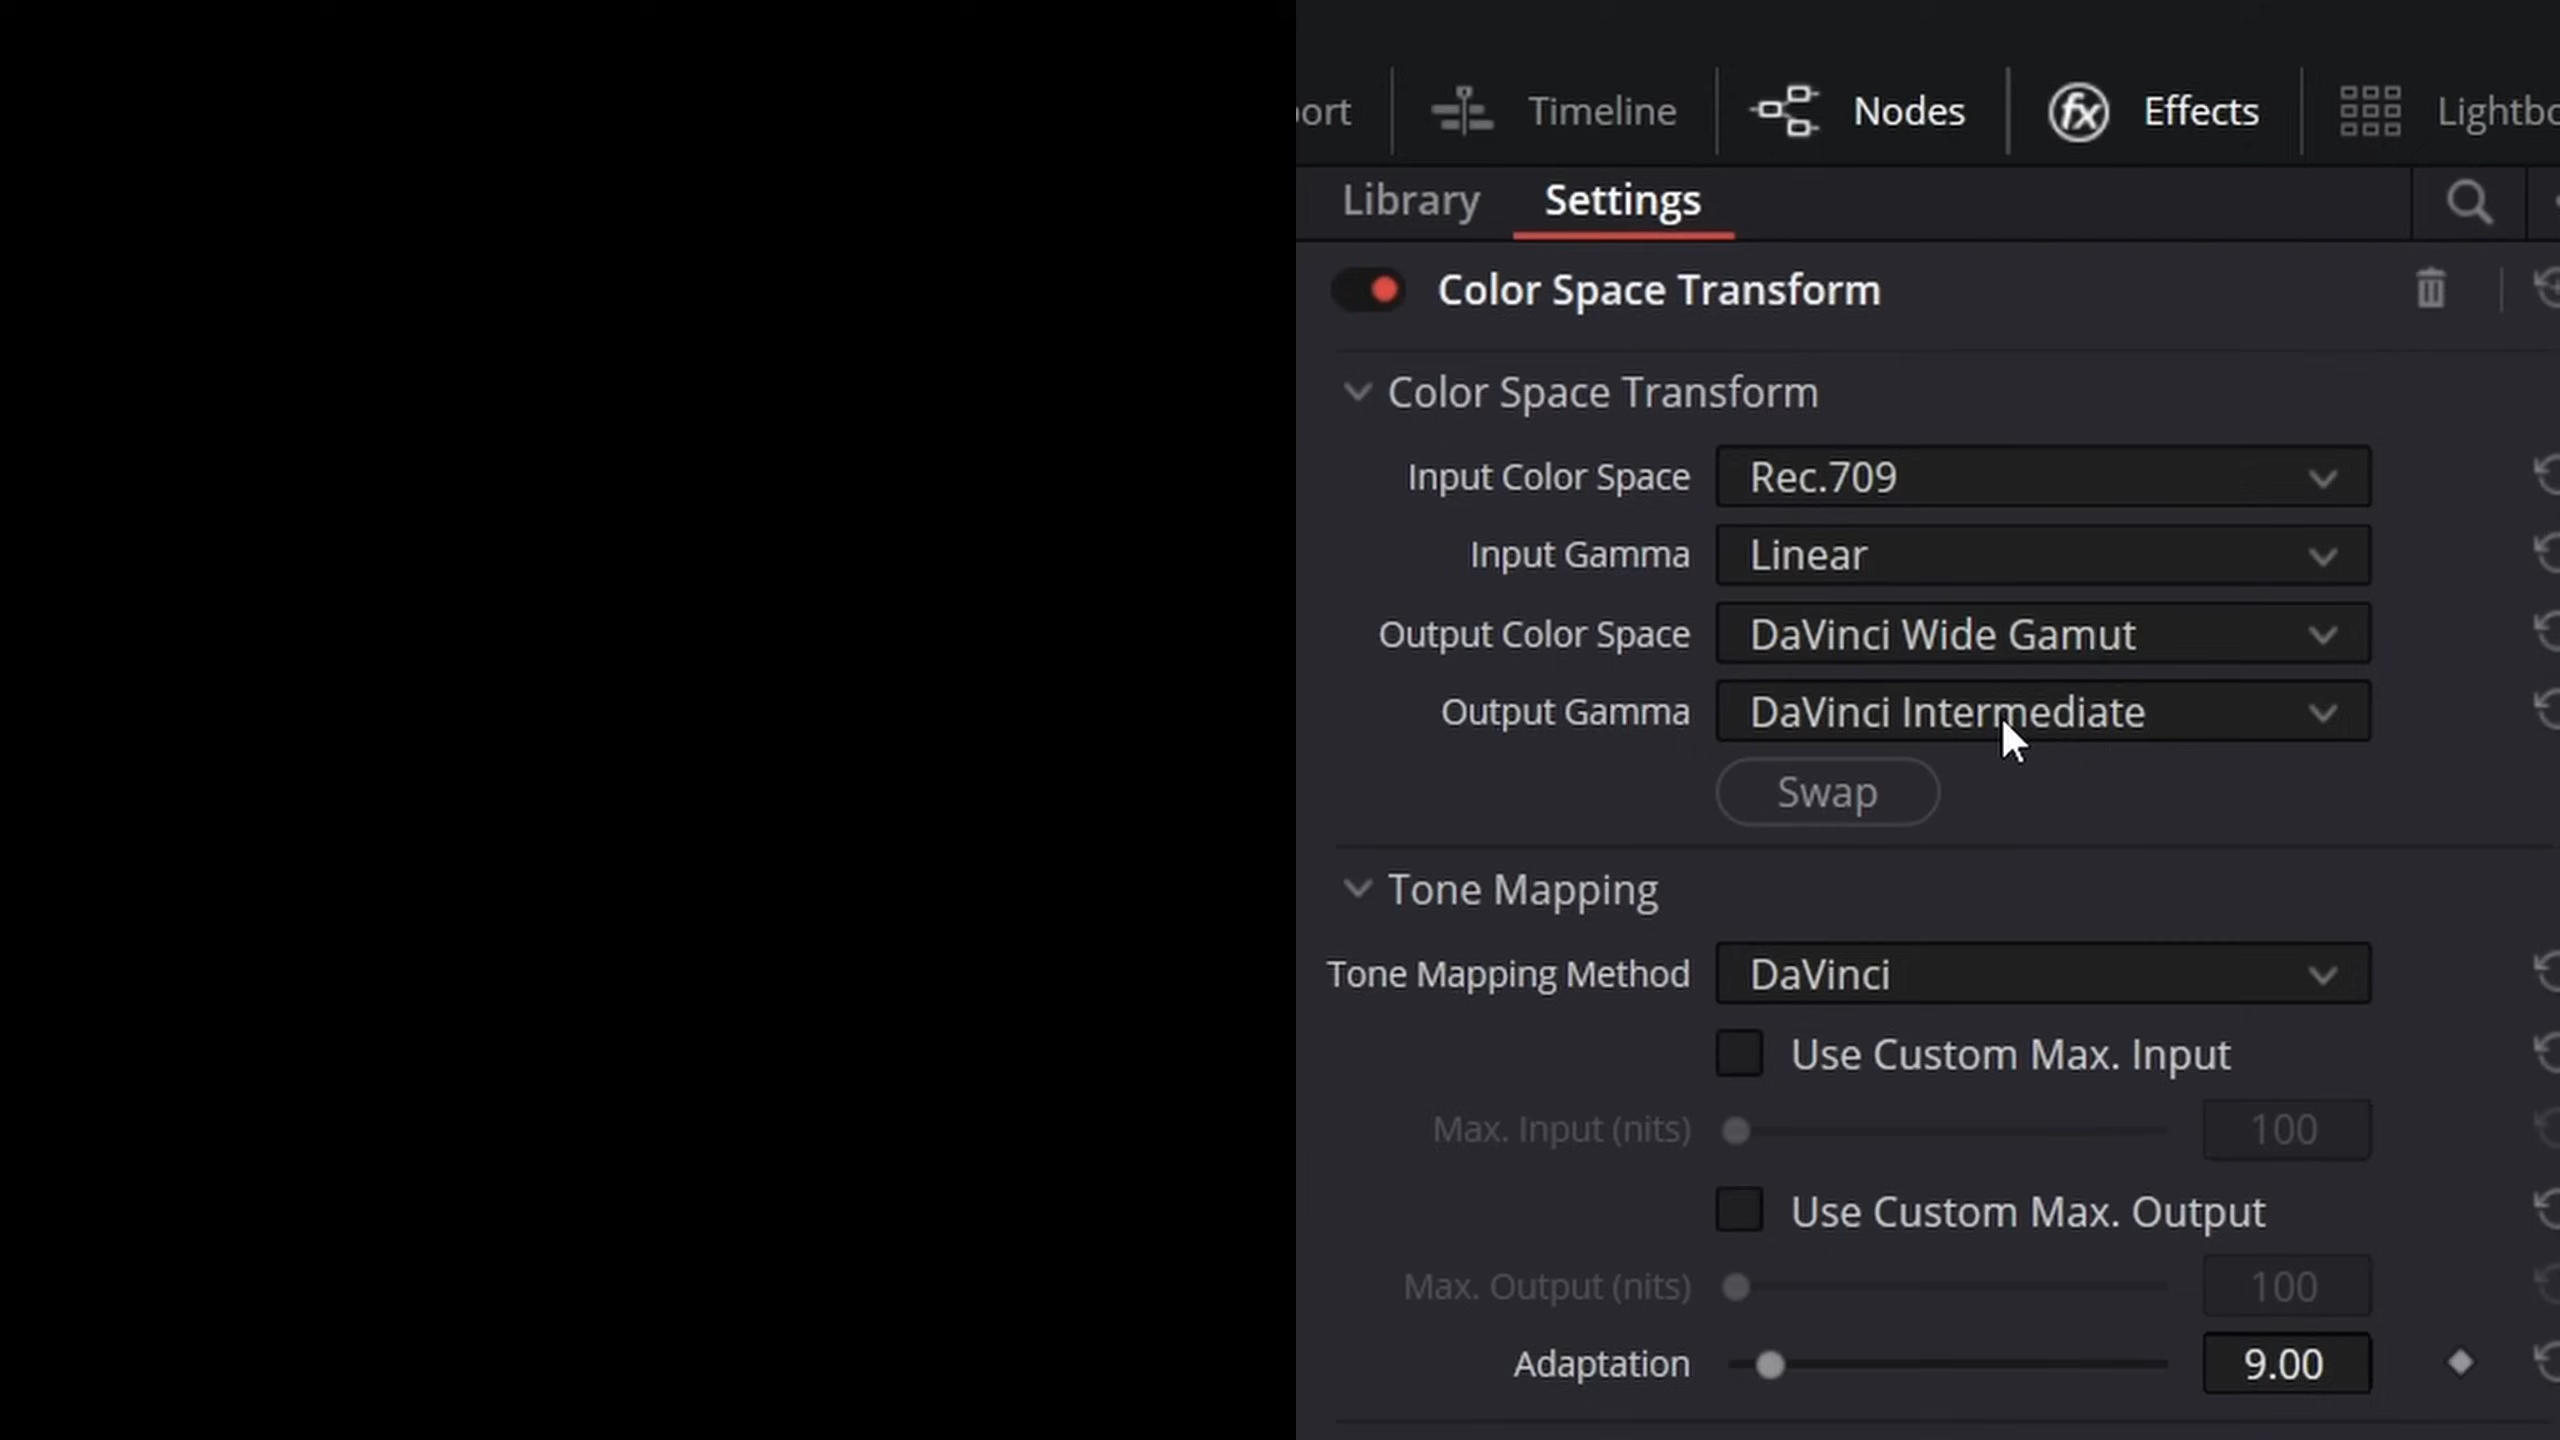 ort Timeline Nodes Effects Lightbo
Library Settings
Color Space Transform
Color Space Transform
Input Color Space Rec.709
Input Gamma Linear
Output Color Space DaVinci Wide Gamut
Output Gamma DaVinci Intermediate
Swap
Tone Mapping
Tone Mapping Method DaVinci
Use Custom Max. Input
Max. Input (nits) 100
Use Custom Max. Output
Max. Output (nits) 100
Adaptation 9.00